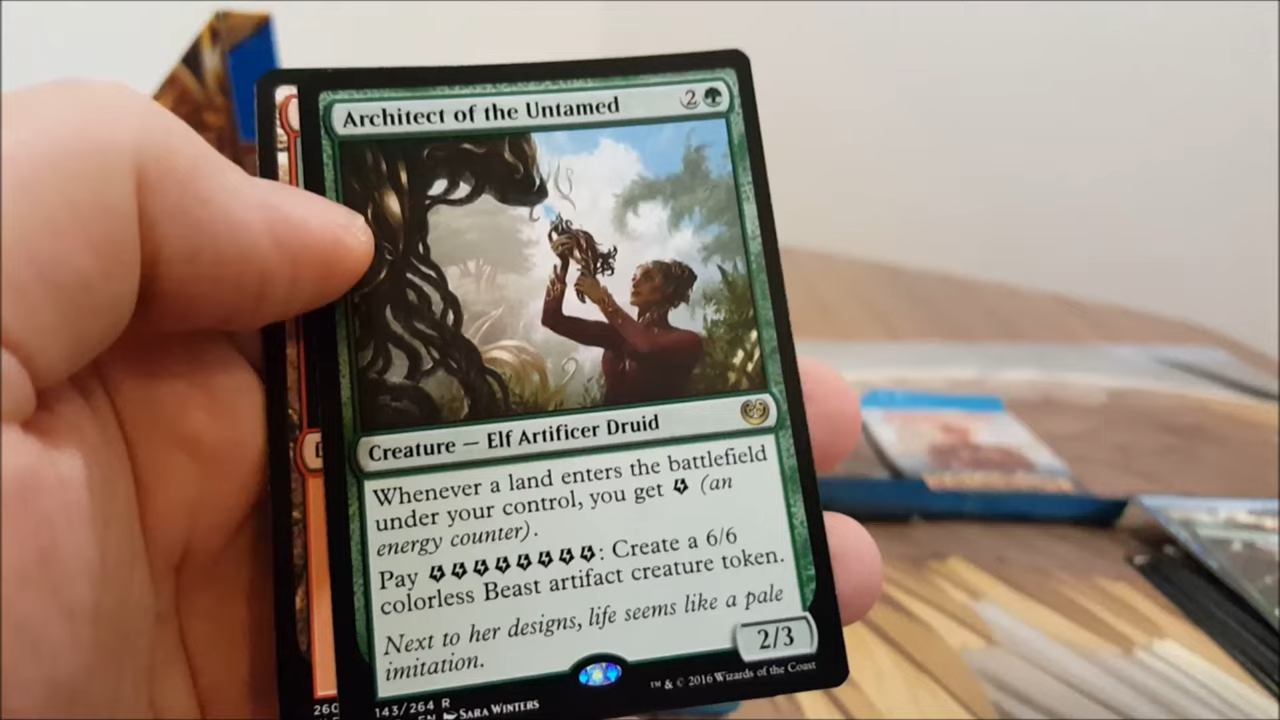 Architect of the Untamed 2
Creature — Elf Artificer Druid
Whenever a land enters the battlefield
under your control, you get (an
energy counter).
Pay : Create a 6/6
colorless Beast artifact creature token.
Next to her designs, life seems like a pale
imitation.
2/3
™ & © 2016 Wizards of the Coast
260
143/264 R
EN SARA WINTERS